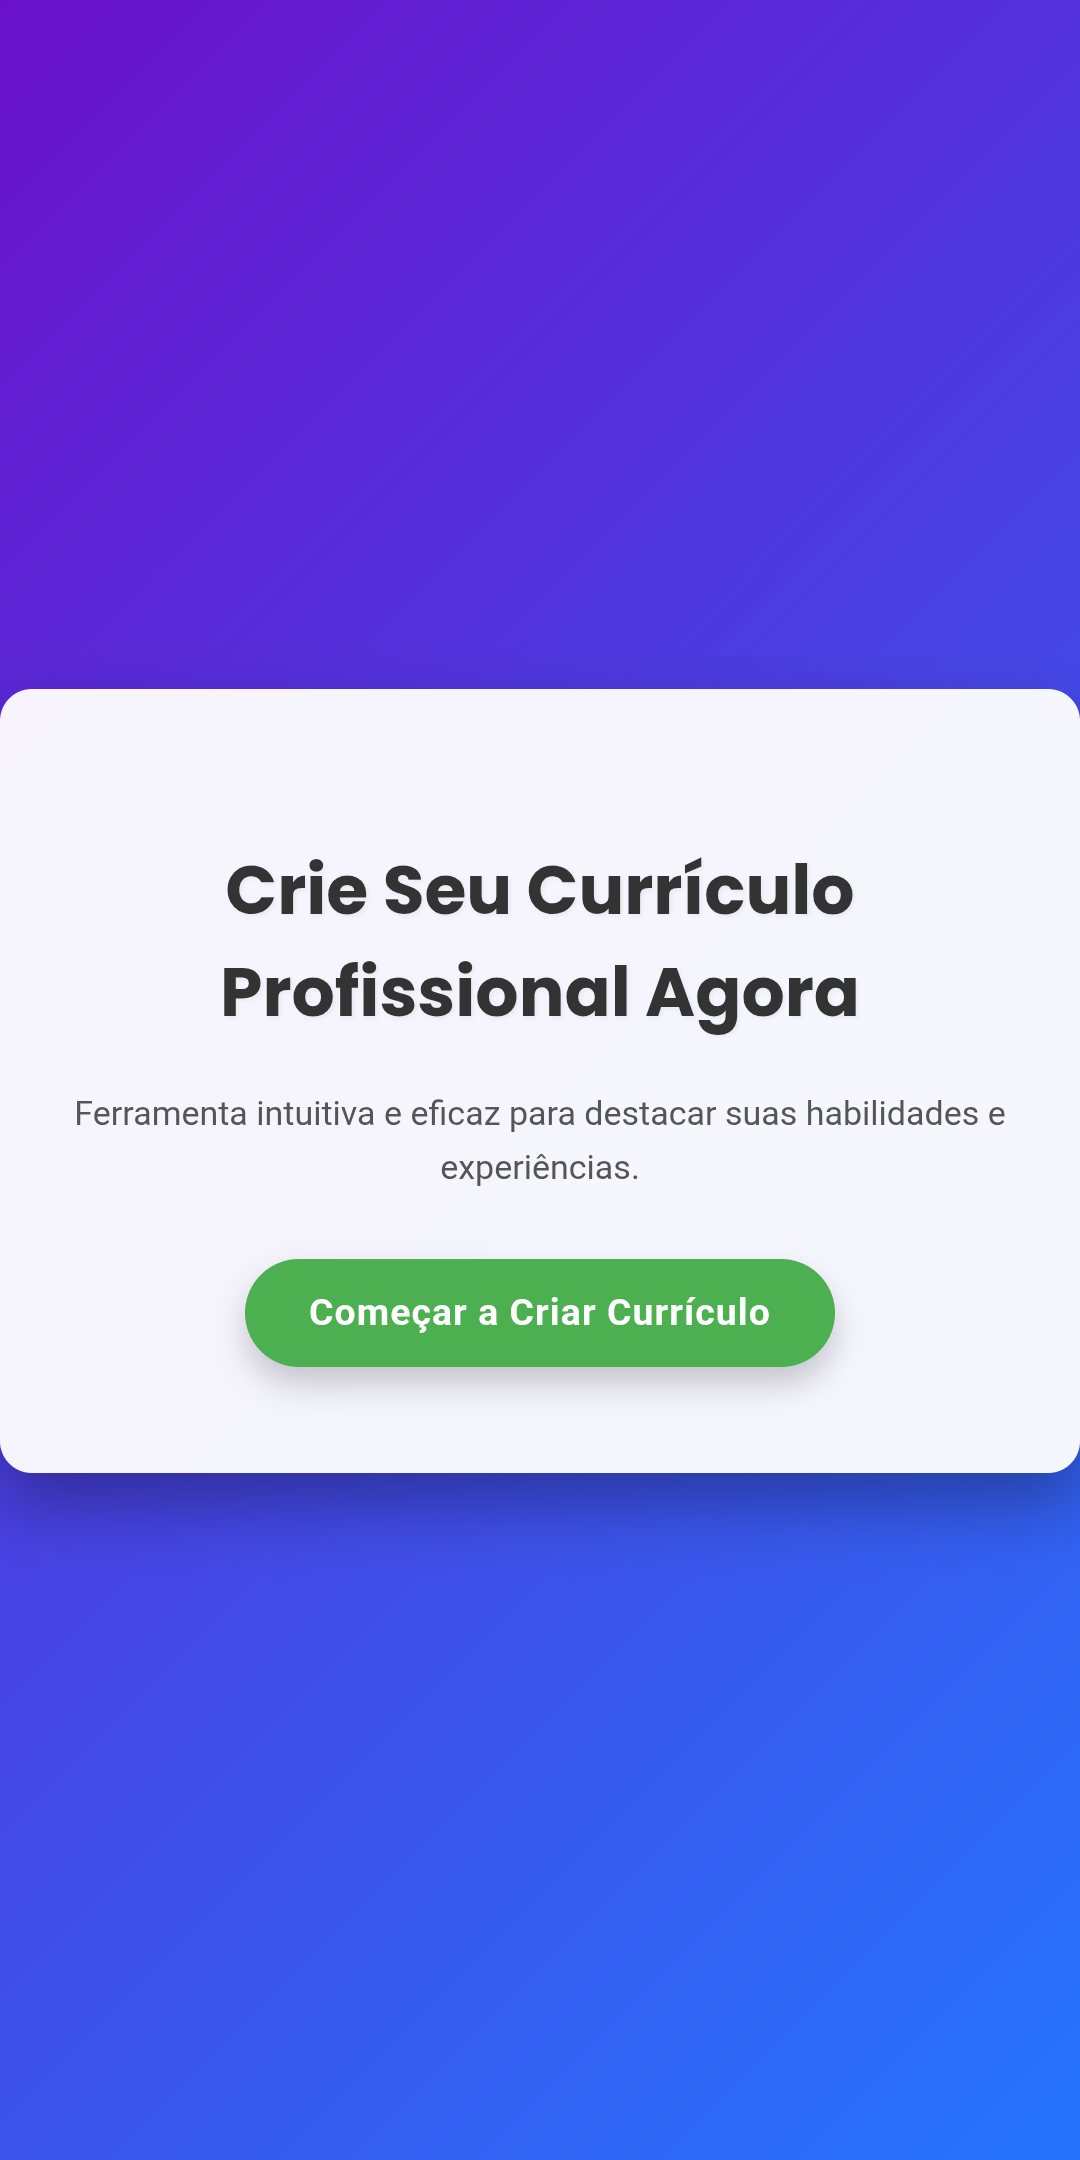 Crie Seu Currículo
Profissional Agora
Ferramenta intuitiva e eficaz para destacar suas habilidades e
experiências.
Começar a Criar Currículo